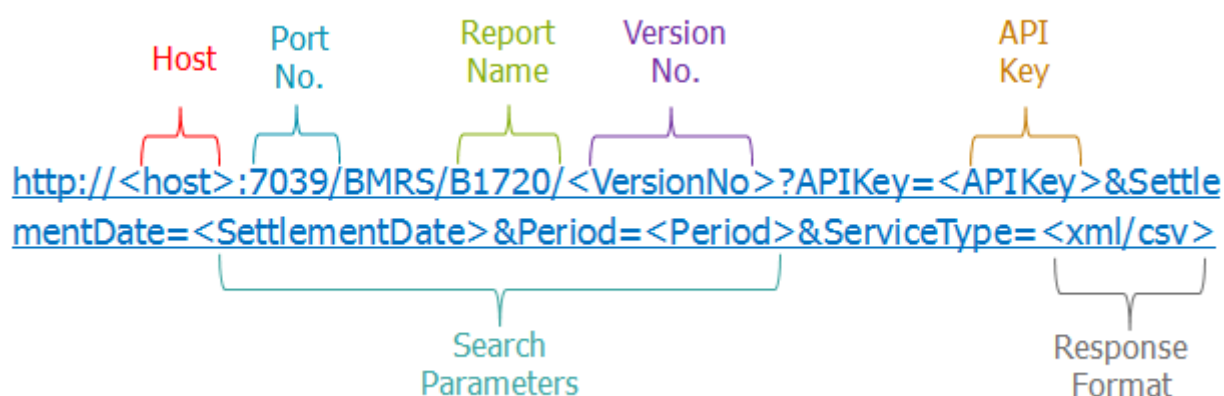 Host
Port
No.
Report
Name
Version
No.
API
Key
http://<host>:7039/BMRS/B1720/<VersionNo>?APIKey=<APIKey>&Settle
mentDate=<SettlementDate>&Period=<Period>&ServiceType=<xml/csv>
Search
Parameters
Response
Format